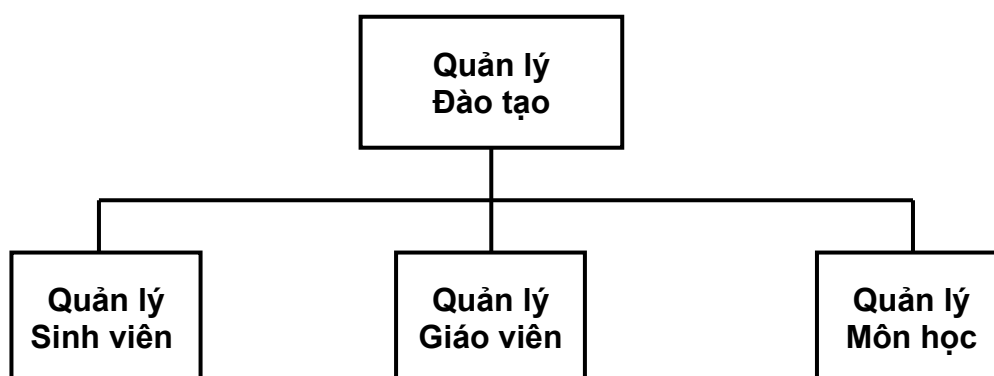 Quản lý
Đào tạo
Quản lý
Sinh viên
Quản lý
Giáo viên
Quản lý
Môn học